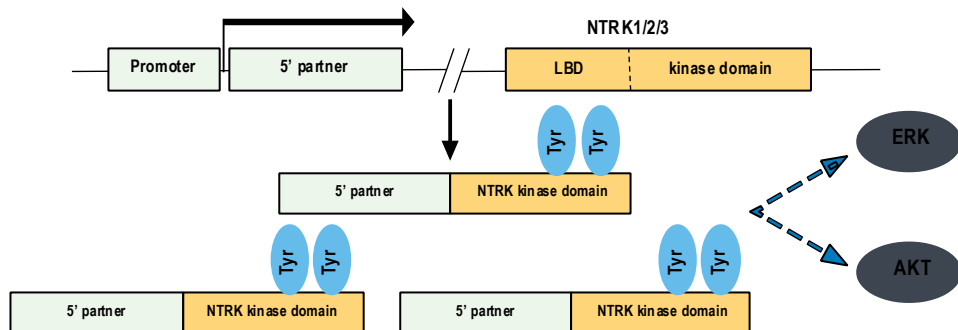 NTRK1/2/3
Promoter
5’ partner
LBD
kinase domain
Tyr
Tyr
ERK
5’ partner
NTRK kinase domain
Tyr
Tyr
Tyr
Tyr
AKT
5’ partner
NTRK kinase domain
5’ partner
NTRK kinase domain